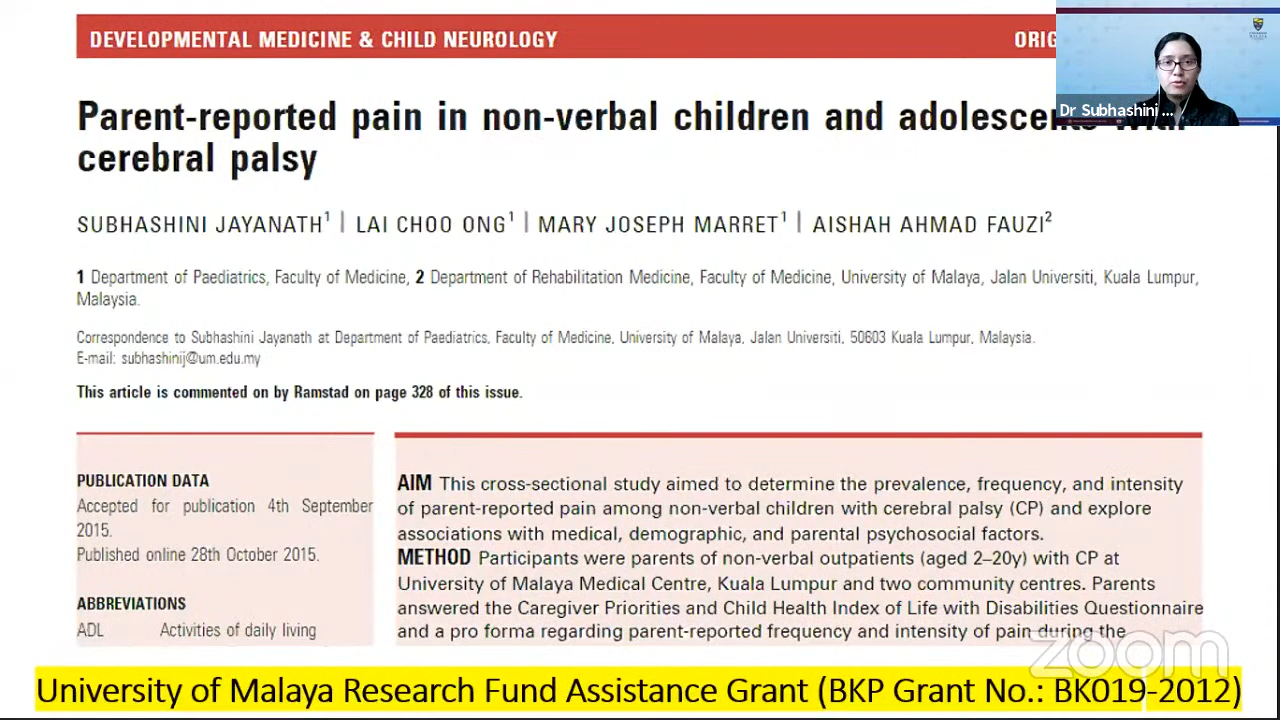 DEVELOPMENTAL MEDICINE & CHILD NEUROLOGY
Dr Subhashini ...
Parent-reported pain in non-verbal children and adolescents with
cerebral palsy
SUBHASHINI JAYANATH1 | LAI CHOO ONG1 | MARY JOSEPH MARRET1 | AISHAH AHMAD FAUZI2
1 Department of Paediatrics, Faculty of Medicine, 2 Department of Rehabilitation Medicine, Faculty of Medicine, University of Malaya, Jalan Universiti, Kuala Lumpur,
Malaysia.
Correspondence to Subhashini Jayanath at Department of Paediatrics, Faculty of Medicine, University of Malaya, Jalan Universiti, 50603 Kuala Lumpur, Malaysia.
E-mail: subhashinij@um.edu.my
This article is commented on by Ramstad on page 328 of this issue.
PUBLICATION DATA
Accepted for publication 4th September
2015.
Published online 28th October 2015.
ABBREVIATIONS
ADL Activities of daily living
AIM This cross-sectional study aimed to determine the prevalence, frequency, and intensity
of parent-reported pain among non-verbal children with cerebral palsy (CP) and explore
associations with medical, demographic, and parental psychosocial factors.
METHOD Participants were parents of non-verbal outpatients (aged 2–20y) with CP at
University of Malaya Medical Centre, Kuala Lumpur and two community centres. Parents
answered the Caregiver Priorities and Child Health Index of Life with Disabilities Questionnaire
and a pro forma regarding parent-reported frequency and intensity of pain during the
zoom
University of Malaya Research Fund Assistance Grant (BKP Grant No.: BK019-2012)